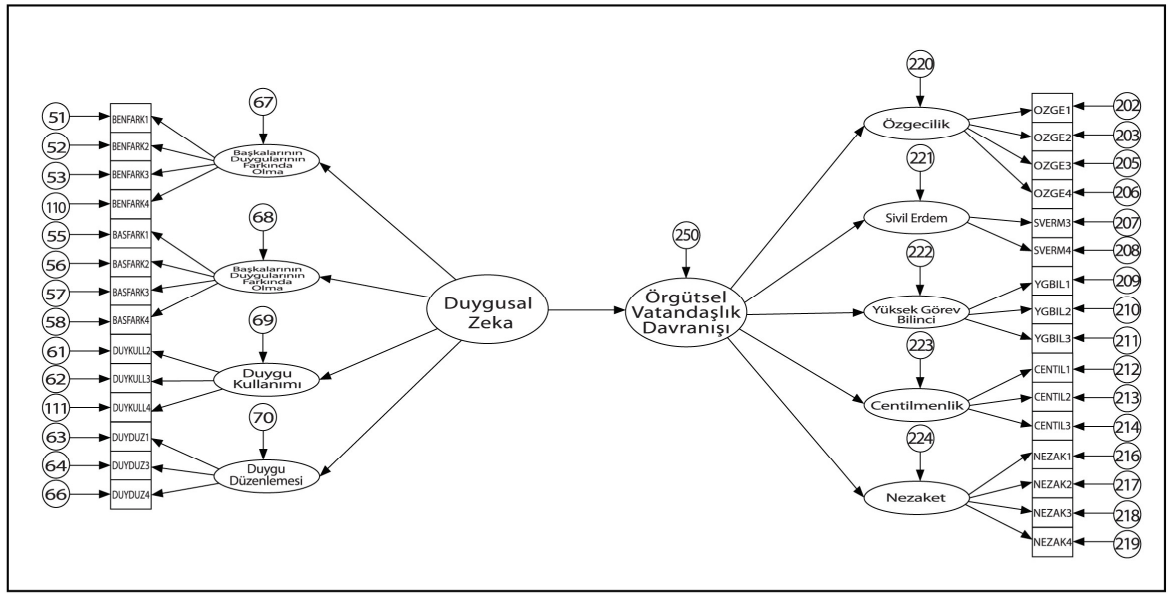 51
BENFARK1
52
BENFARK2
53
BENFARK3
110
BENFARK4
55
BASFARK1
56
BASFARK2
57
BASFARK3
58
BASFARK4
61
DUYKULL2
62
DUYKULL3
111
DUYKULL4
63
DUYDUZ1
64
DUYDUZ3
66
DUYDUZ4
67
Başkalarının
Duygularının
Farkında
Olma
68
Başkalarının
Duygularının
Farkında
Olma
69
Duygu
Kullanımı
70
Duygu
Düzenlemesi
Duygusal
Zeka
250
Örgütsel
Vatandaşlık
Davranışı
220
Özgecilik
221
Sivil Erdem
222
Yüksek Görev
Bilinci
223
Centilmenlik
224
Nezaket
OZGE1
202
OZGE2
203
OZGE3
205
OZGE4
206
SVERM3
207
SVERM4
208
YGBIL1
209
YGBIL2
210
YGBIL3
211
CENTIL1
212
CENTIL2
213
CENTIL3
214
NEZAK1
216
NEZAK2
217
NEZAK3
218
NEZAK4
219